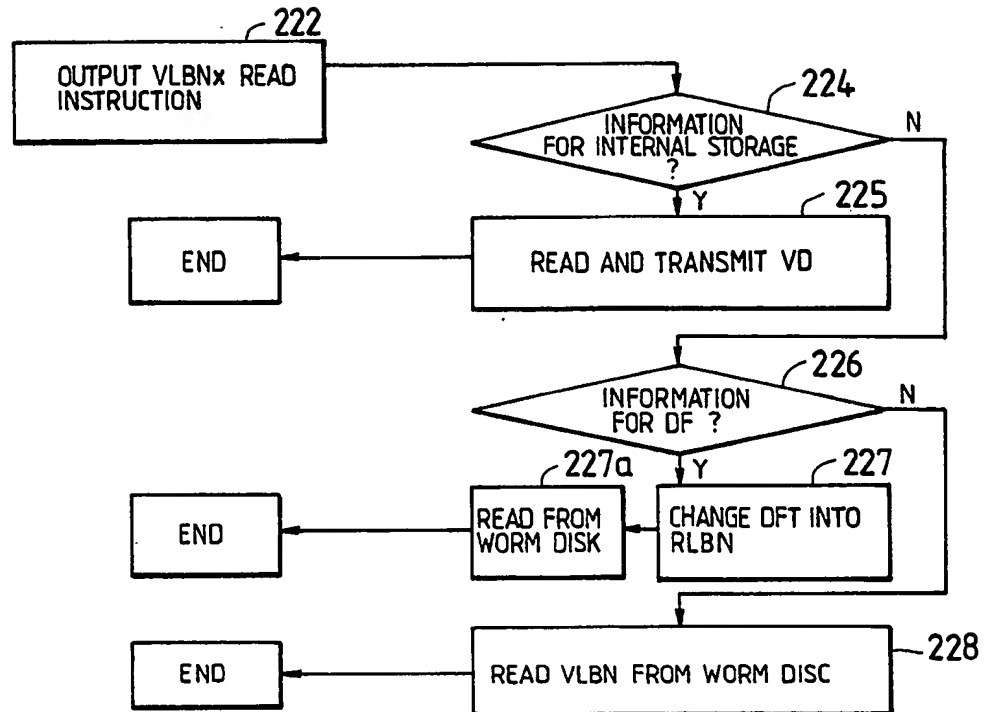 222
OUTPUT VLBNx READ
INSTRUCTION
224
INFORMATION
FOR INTERNAL STORAGE
?
N
Y
225
READ AND TRANSMIT VD
END
226
INFORMATION
FOR DF ?
N
Y
227
CHANGE DFT INTO
RLBN
227a
READ FROM
WORM DISK
END
228
READ VLBN FROM WORM DISC
END